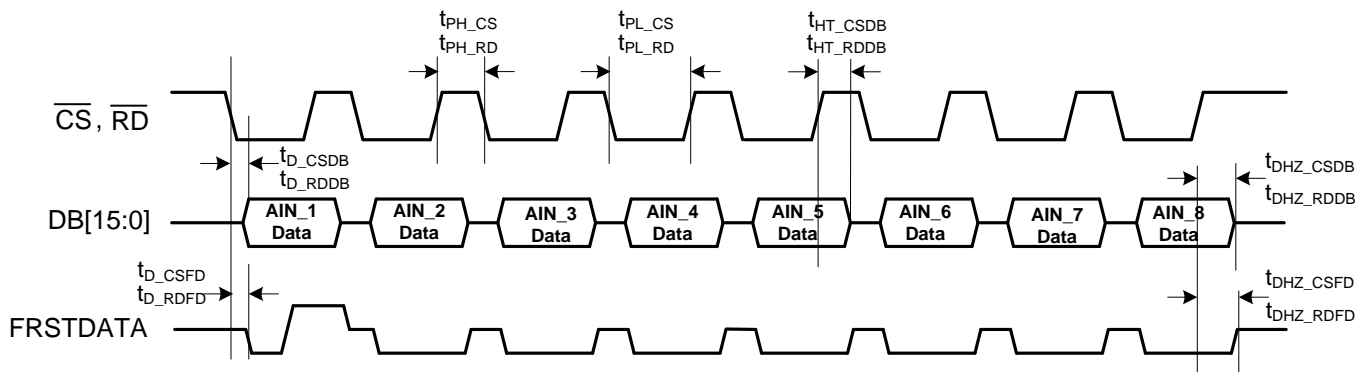 tPH_CS
tPH_RD
tPL_CS
tPL_RD
tHT_CSDB
tHT_RDDB
CS, RD
tD_CSDB
tD_RDDB
tDHZ_CSDB
tDHZ_RDDB
DB[15:0]
AIN_1
Data
AIN_2
Data
AIN_3
Data
AIN_4
Data
AIN_5
Data
AIN_6
Data
AIN_7
Data
AIN_8
Data
tD_CSFD
tD_RDFD
tDHZ_CSFD
tDHZ_RDFD
FRSTDATA